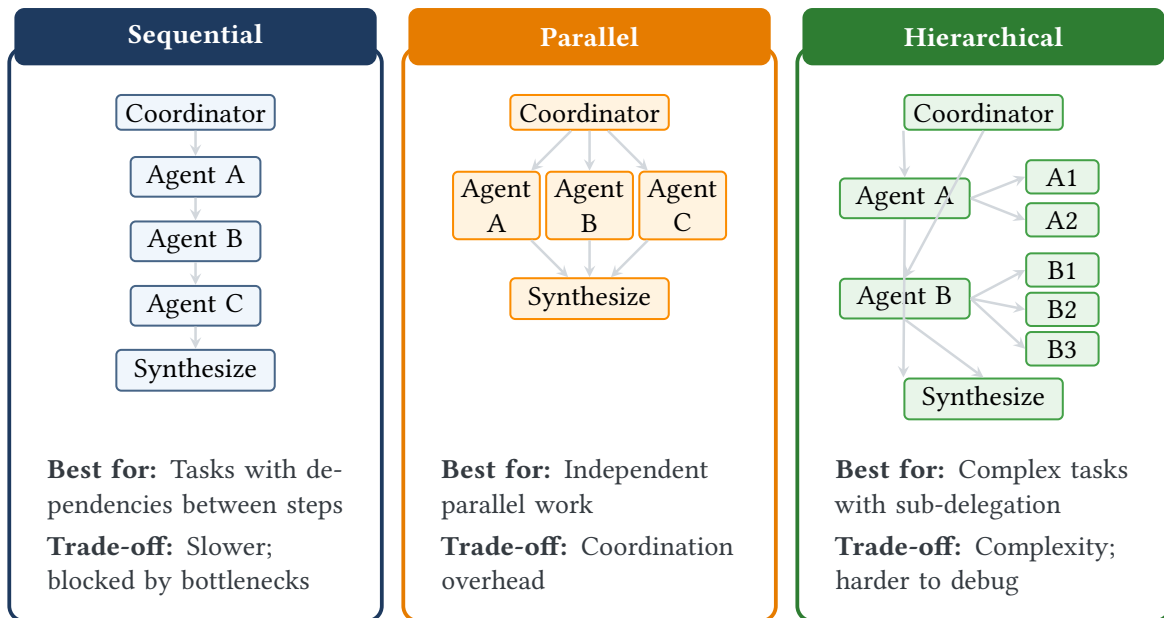 Sequential
Coordinator
Agent A
Agent B
Agent C
Synthesize
Best for: Tasks with de-
pendencies between steps
Trade-off: Slower;
blocked by bottlenecks
Parallel
Coordinator
Agent
A
Agent
B
Agent
C
Synthesize
Best for: Independent
parallel work
Trade-off: Coordination
overhead
Hierarchical
Coordinator
Agent A
A1
A2
Agent B
B1
B2
B3
Synthesize
Best for: Complex tasks
with sub-delegation
Trade-off: Complexity;
harder to debug